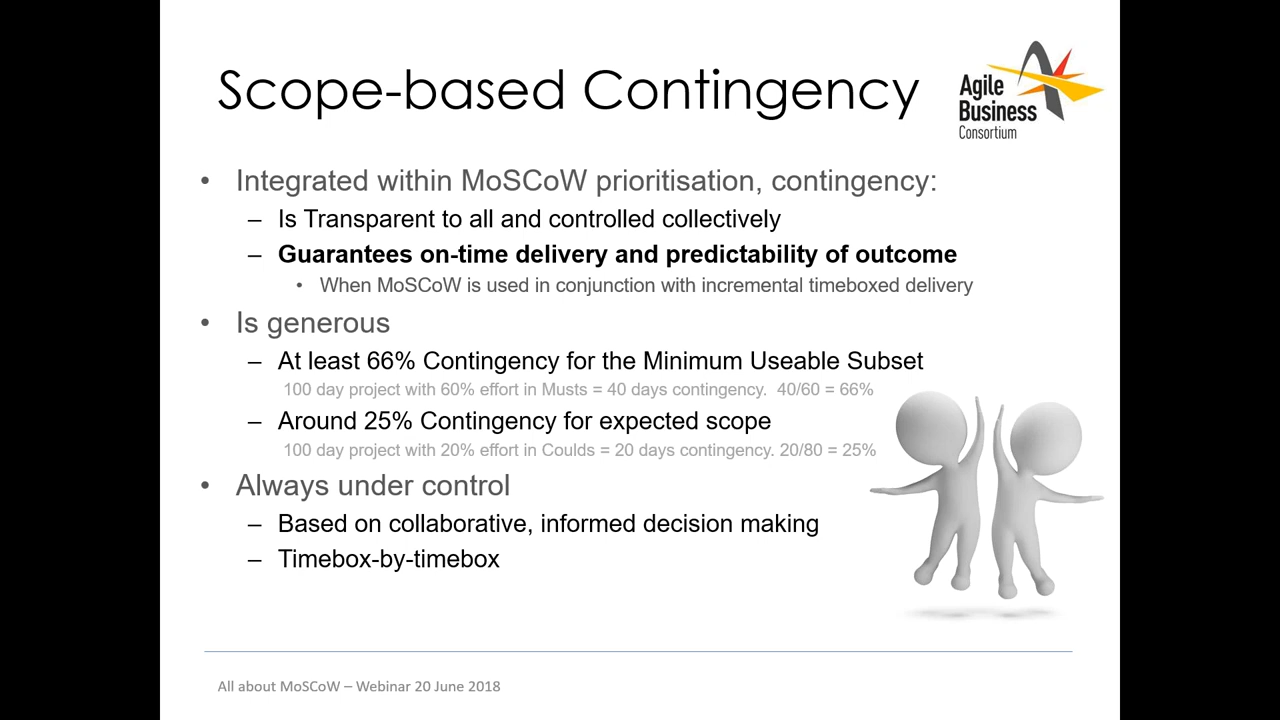 Scope-based Contingency
Agile
Business
Consortium
• Integrated within MoSCoW prioritisation, contingency:
– Is Transparent to all and controlled collectively
– Guarantees on-time delivery and predictability of outcome
• When MoSCoW is used in conjunction with incremental timeboxed delivery
• Is generous
– At least 66% Contingency for the Minimum Useable Subset
100 day project with 60% effort in Musts = 40 days contingency. 40/60 = 66%
– Around 25% Contingency for expected scope
100 day project with 20% effort in Coulds = 20 days contingency. 20/80 = 25%
• Always under control
– Based on collaborative, informed decision making
– Timebox-by-timebox
All about MoSCoW – Webinar 20 June 2018